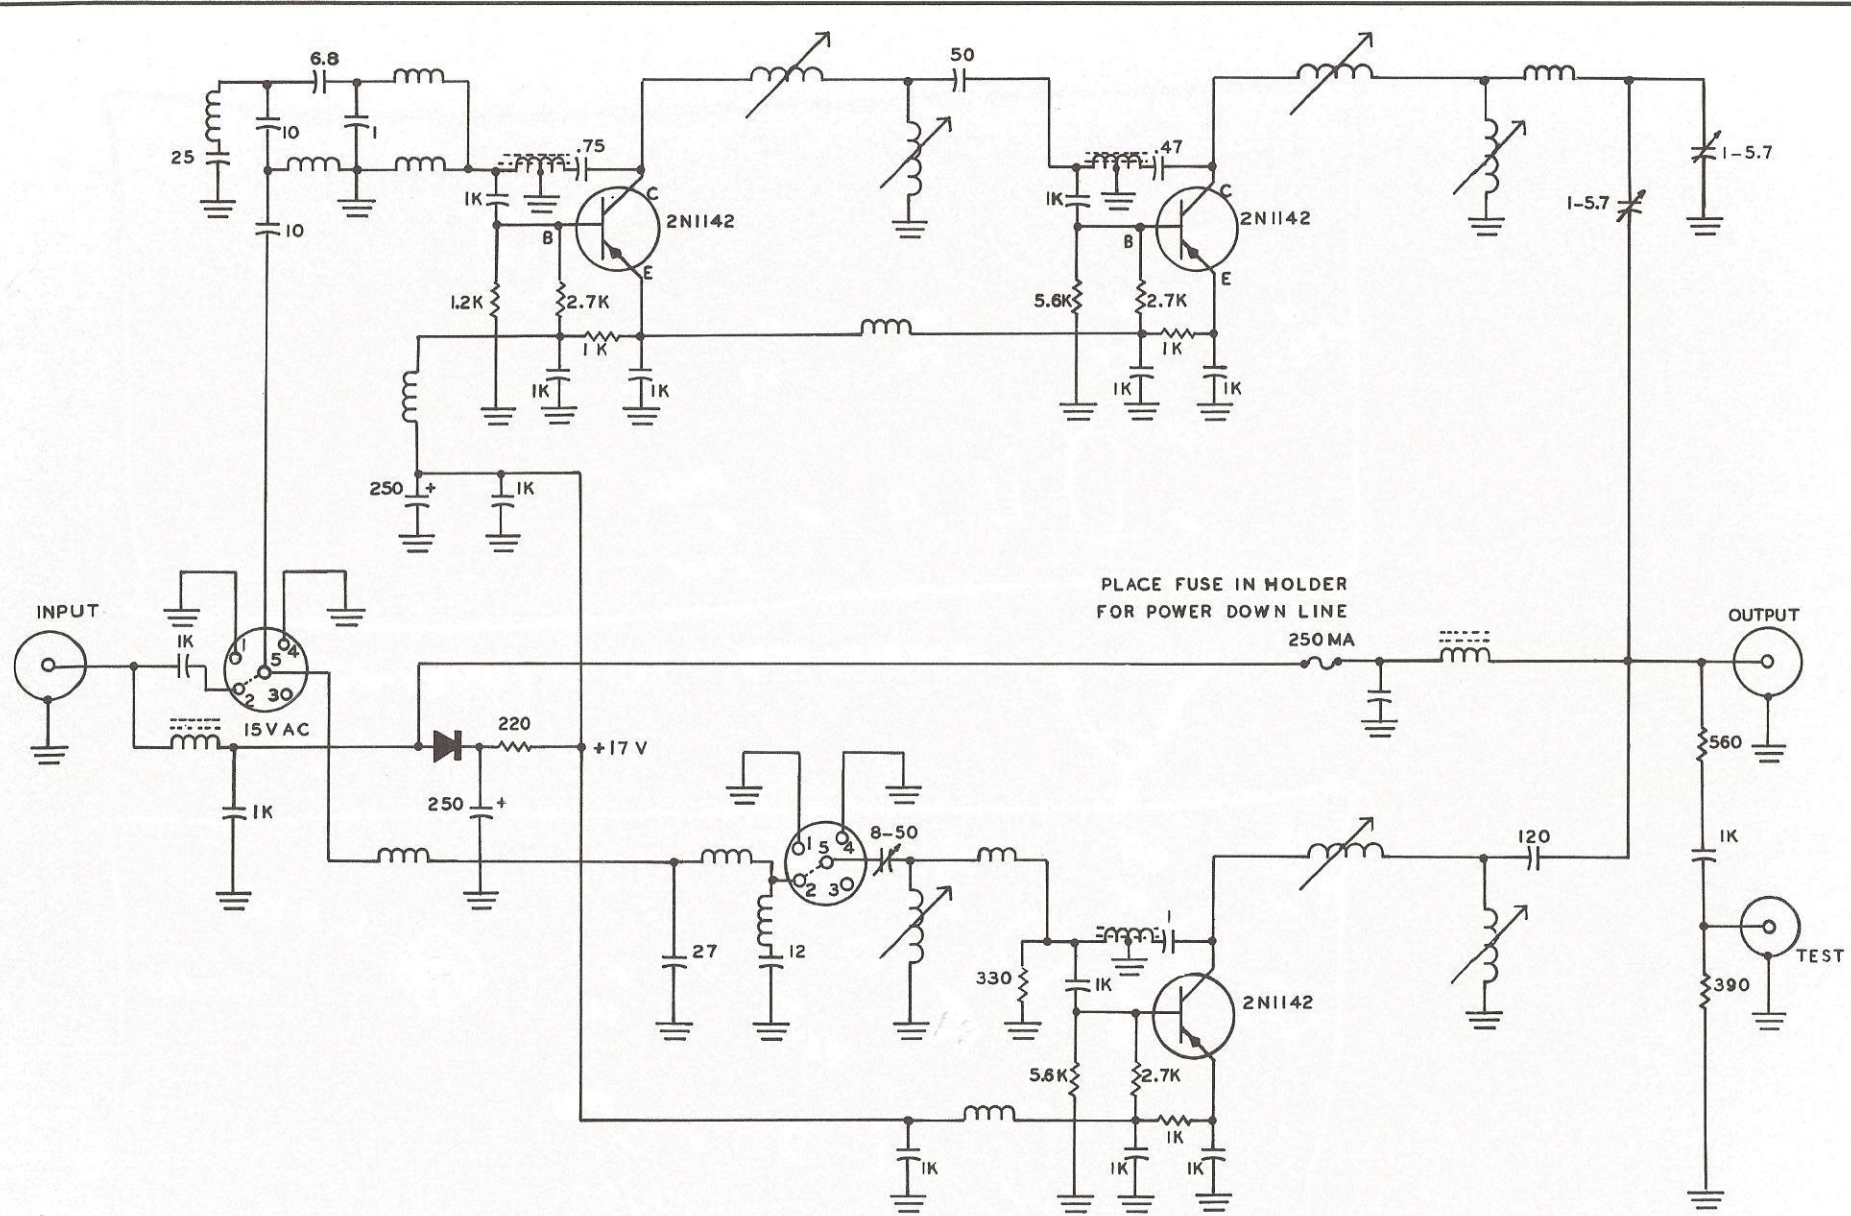 6.8
50
10
1
25
.75
.47
1-5.7
1K
C
2N1142
1K
C
2N1142
1-5.7
10
B
E
B
E
1.2K
2.7K
5.6K
2.7K
1K
1K
1K
1K
1K
1K
250
+
1K
PLACE FUSE IN HOLDER
FOR POWER DOWN LINE
250MA
INPUT
OUTPUT
1K
1
5
4
2
3
15VAC
220
+17V
560
250
+
1K
8-50
1
5
4
2
3
120
1K
1
27
12
330
1K
2N1142
TEST
390
5.6K
2.7K
1K
1K
1K
1K